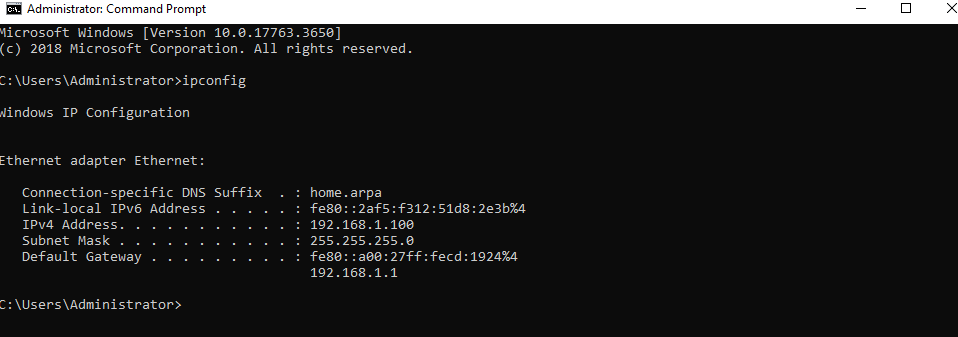 Administrator: Command Prompt
Microsoft Windows [Version 10.0.17763.3650]
(c) 2018 Microsoft Corporation. All rights reserved.
C:\Users\Administrator>ipconfig
Windows IP Configuration
Ethernet adapter Ethernet:
Connection-specific DNS Suffix  . : home.arpa
Link-local IPv6 Address . . . . . : fe80::2af5:f312:51d8:2e3b%4
IPv4 Address. . . . . . . . . . . : 192.168.1.100
Subnet Mask . . . . . . . . . . . : 255.255.255.0
Default Gateway . . . . . . . . . : fe80::a00:27ff:fecd:1924%4
192.168.1.1
C:\Users\Administrator>